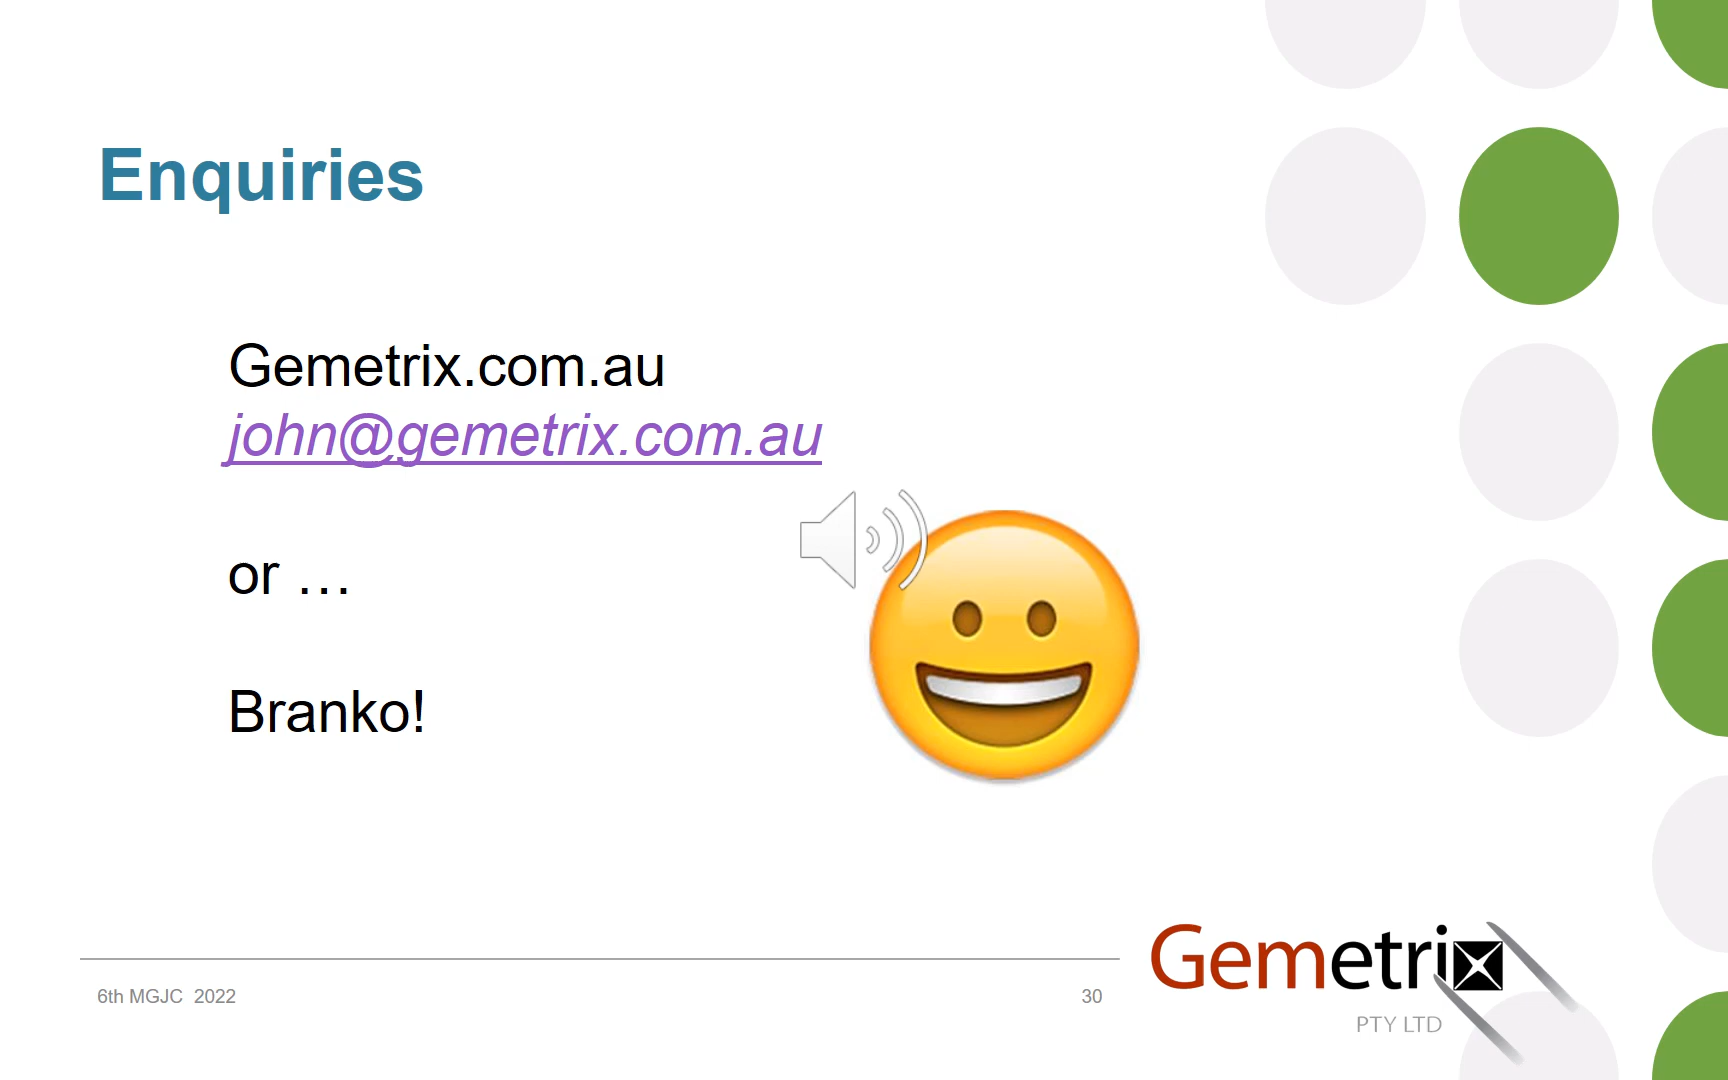 Enquiries
Gemetrix.com.au
john@gemetrix.com.au
or …
Branko!
6th MGJC 2022
30
Gemetrix
PTY LTD